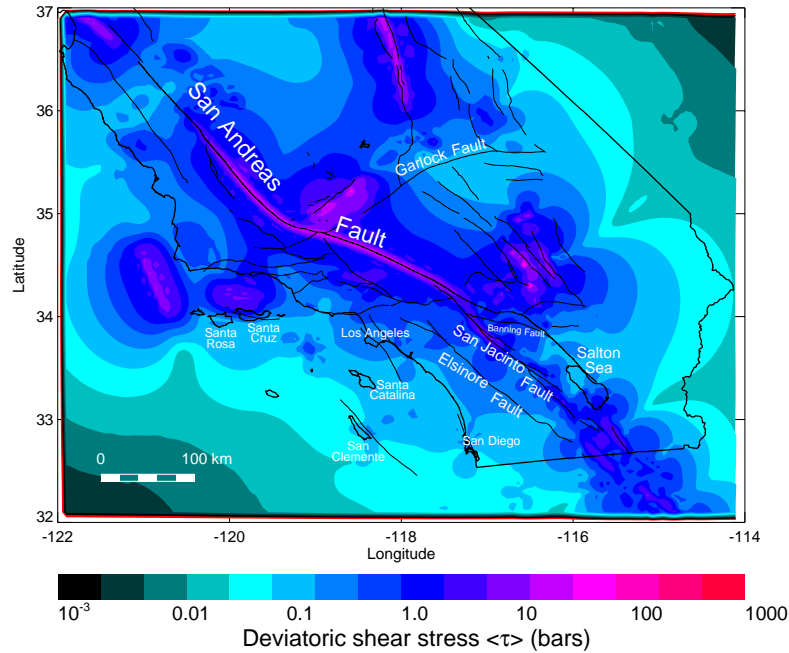 37
36
35
34
33
32
Latitude
San Andreas
Fault
Garlock Fault
Banning Fault
San Jacinto Fault
Elsinore Fault
Salton
Sea
Los Angeles
Santa
Rosa
Santa
Cruz
Santa
Catalina
San
Clemente
San Diego
0 100 km
-122 -120 -118 -116 -114
Longitude
10-3 0.01 0.1 1.0 10 100 1000
Deviatoric shear stress <τ> (bars)